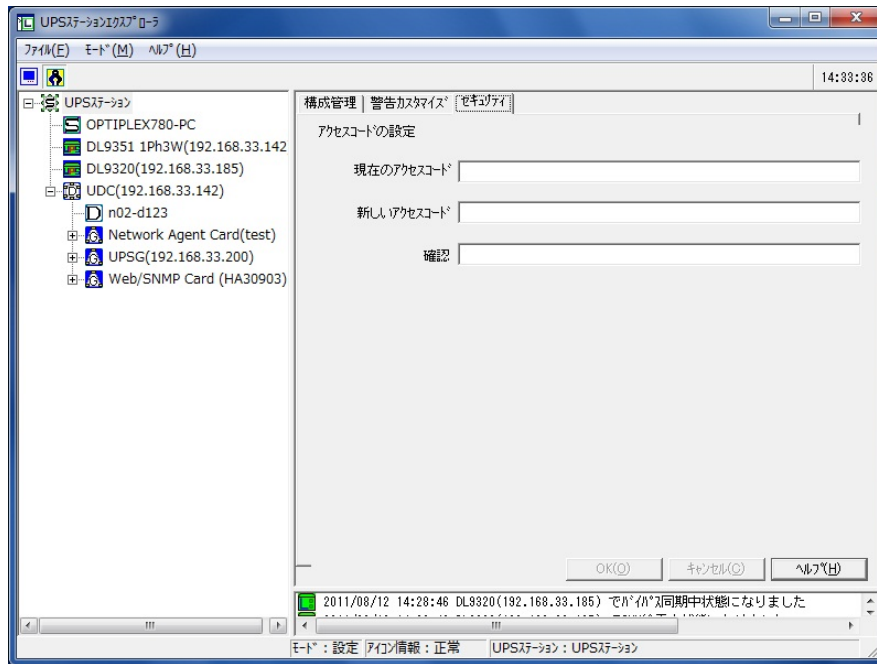 UPSｽﾃｰｼｮﾝｴｸｽﾌﾟﾛｰﾗ
ﾌｧｲﾙ(F) ﾓｰﾄﾞ(M) ﾍﾙﾌﾟ(H)
14:33:36
UPSｽﾃｰｼｮﾝ
OPTIPLEX780-PC
DL9351 1Ph3W(192.168.33.142
DL9320(192.168.33.185)
UDC(192.168.33.142)
n02-d123
Network Agent Card(test)
UPSG(192.168.33.200)
Web/SNMP Card (HA30903)
構成管理 警告ｶｽﾀﾏｲｽﾞ ｾｷｭﾘﾃｨ
ｱｸｾｽｺｰﾄﾞの設定
現在のｱｸｾｽｺｰﾄﾞ
新しいｱｸｾｽｺｰﾄﾞ
確認
OK(O) ｷｬﾝｾﾙ(C) ﾍﾙﾌﾟ(H)
2011/08/12 14:28:46 DL9320(192.168.33.185) でﾊﾞｲﾊﾟｽ同期中状態になりました
ﾓｰﾄﾞ：設定 ｱｲｺﾝ情報：正常 UPSｽﾃｰｼｮﾝ：UPSｽﾃｰｼｮﾝ